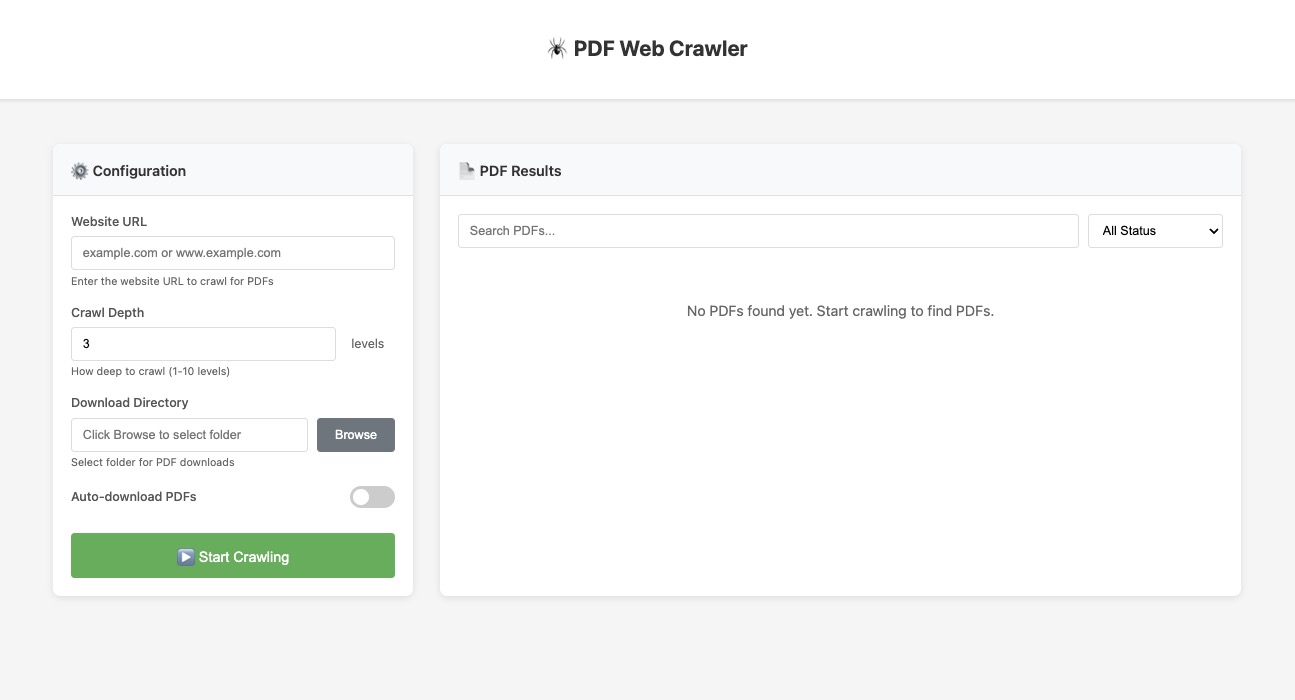 PDF Web Crawler
Configuration
Website URL
example.com or www.example.com
Enter the website URL to crawl for PDFs
Crawl Depth
3
levels
How deep to crawl (1-10 levels)
Download Directory
Click Browse to select folder
Browse
Select folder for PDF downloads
Auto-download PDFs
Start Crawling
PDF Results
Search PDFs...
All Status
No PDFs found yet. Start crawling to find PDFs.